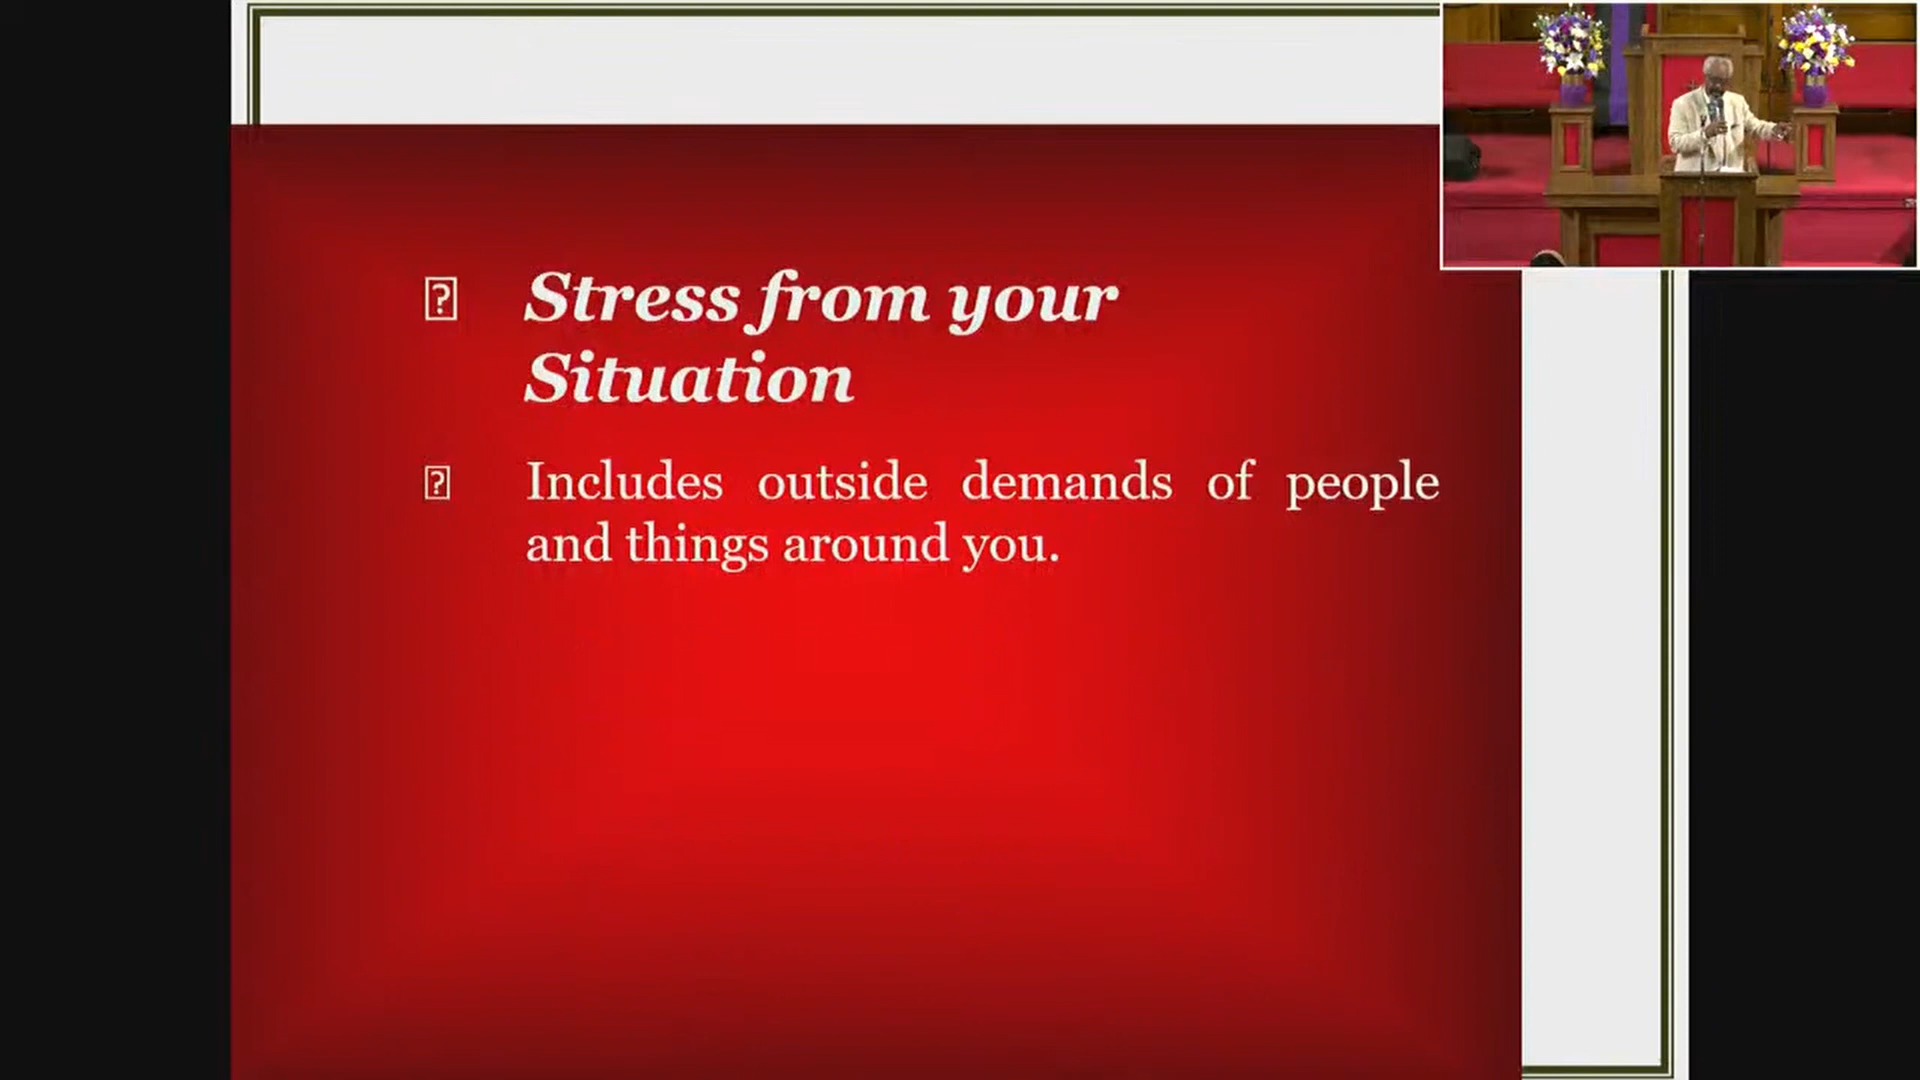 Stress from your
Situation
Includes outside demands of people
and things around you.